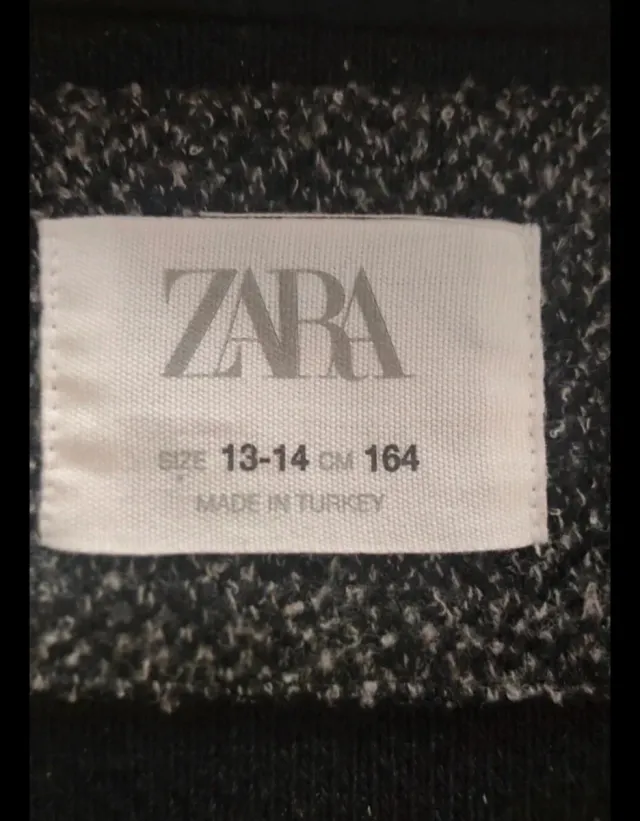 ZARA
SIZE 13-14 CM 164
MADE IN TURKEY